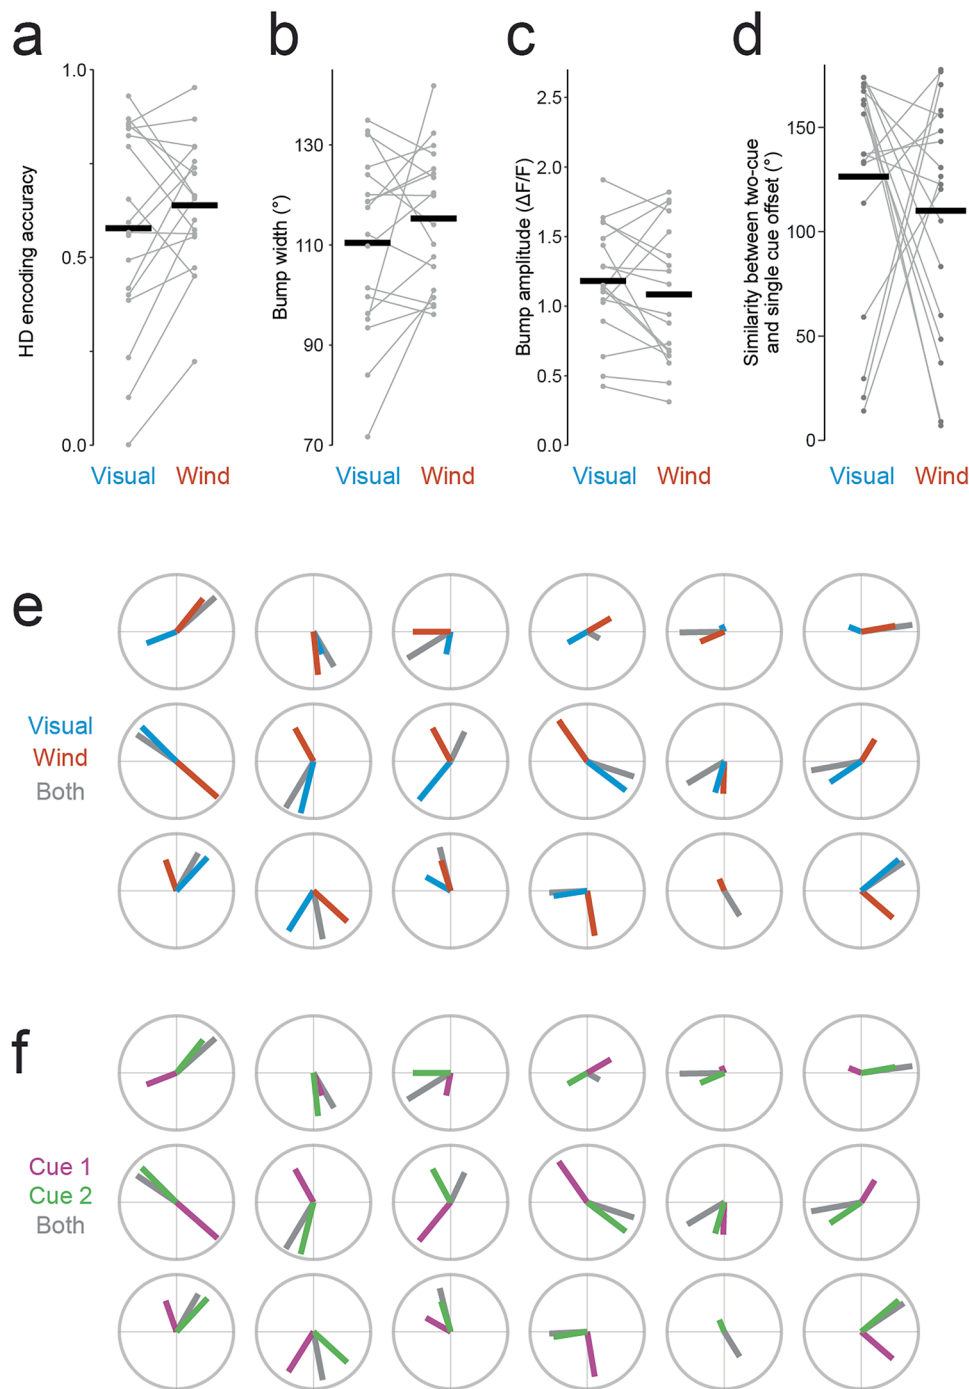 a
b
c
d
HD encoding accuracy
1.0
0.5
0.0
Visual Wind
Bump width (°)
130
110
90
70
Visual Wind
Bump amplitude (ΔF/F)
2.5
2.0
1.5
1.0
0.5
0.0
Visual Wind
Similarity between two-cue
and single cue offset (°)
150
100
50
0
Visual Wind
e
Visual
Wind
Both
f
Cue 1
Cue 2
Both